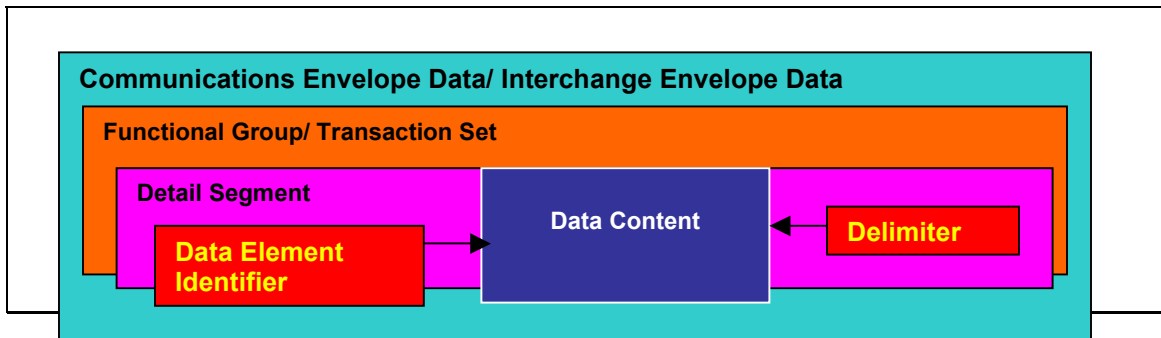 Communications Envelope Data/ Interchange Envelope Data
Functional Group/ Transaction Set
Detail Segment
Data Element
Identifier
Data Content
Delimiter